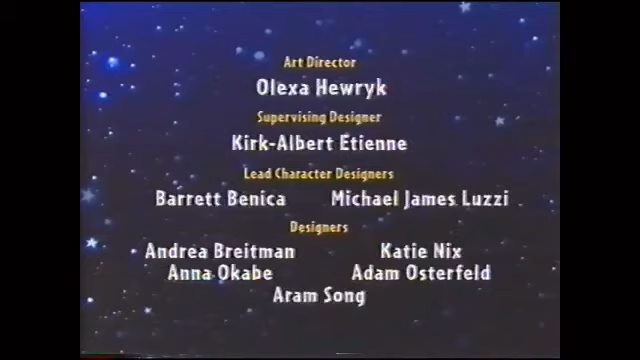 Art Director
Olexa Hewryk
Supervising Designer
Kirk-Albert Etienne
Lead Character Designers
Barrett Benica Michael James Luzzi
Designers
Andrea Breitman Katie Nix
Anna Okabe Adam Osterfeld
Aram Song